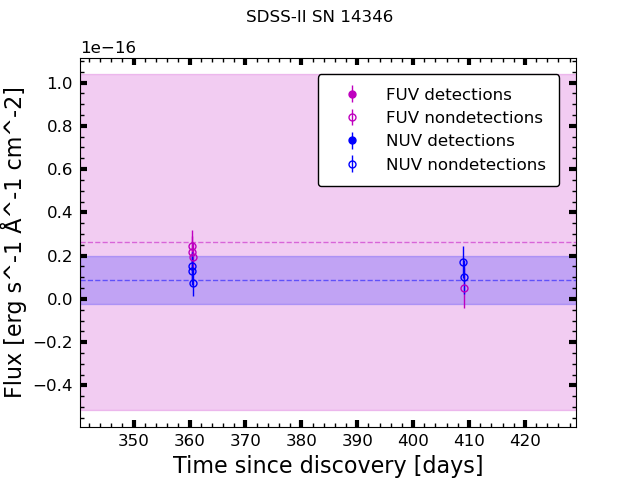 SDSS-II SN 14346
1e−16
1.0
0.8
0.6
0.4
0.2
0.0
−0.2
−0.4
Flux [erg s^-1 Å^-1 cm^-2]
FUV detections
FUV nondetections
NUV detections
NUV nondetections
350 360 370 380 390 400 410 420
Time since discovery [days]